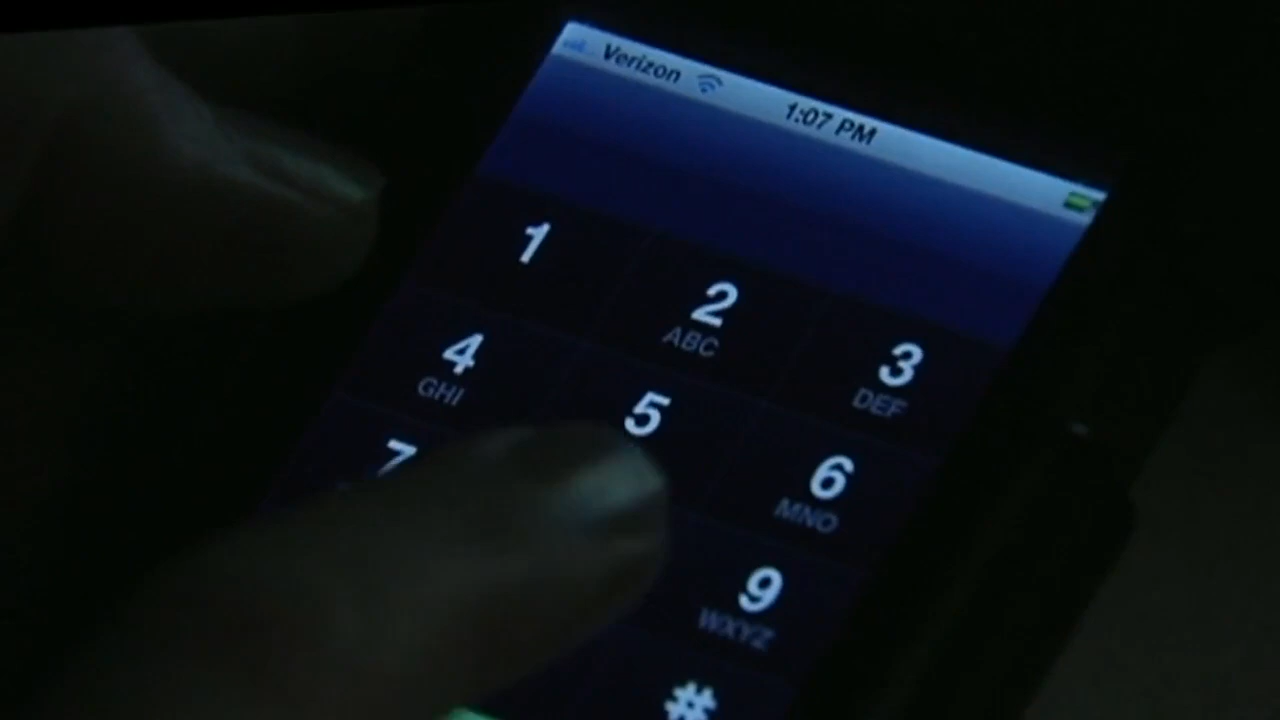 Verizon 1:07 PM
1 2 3
ABC DEF
4 5 6
GHI MNO
7 9
WXYZ
#